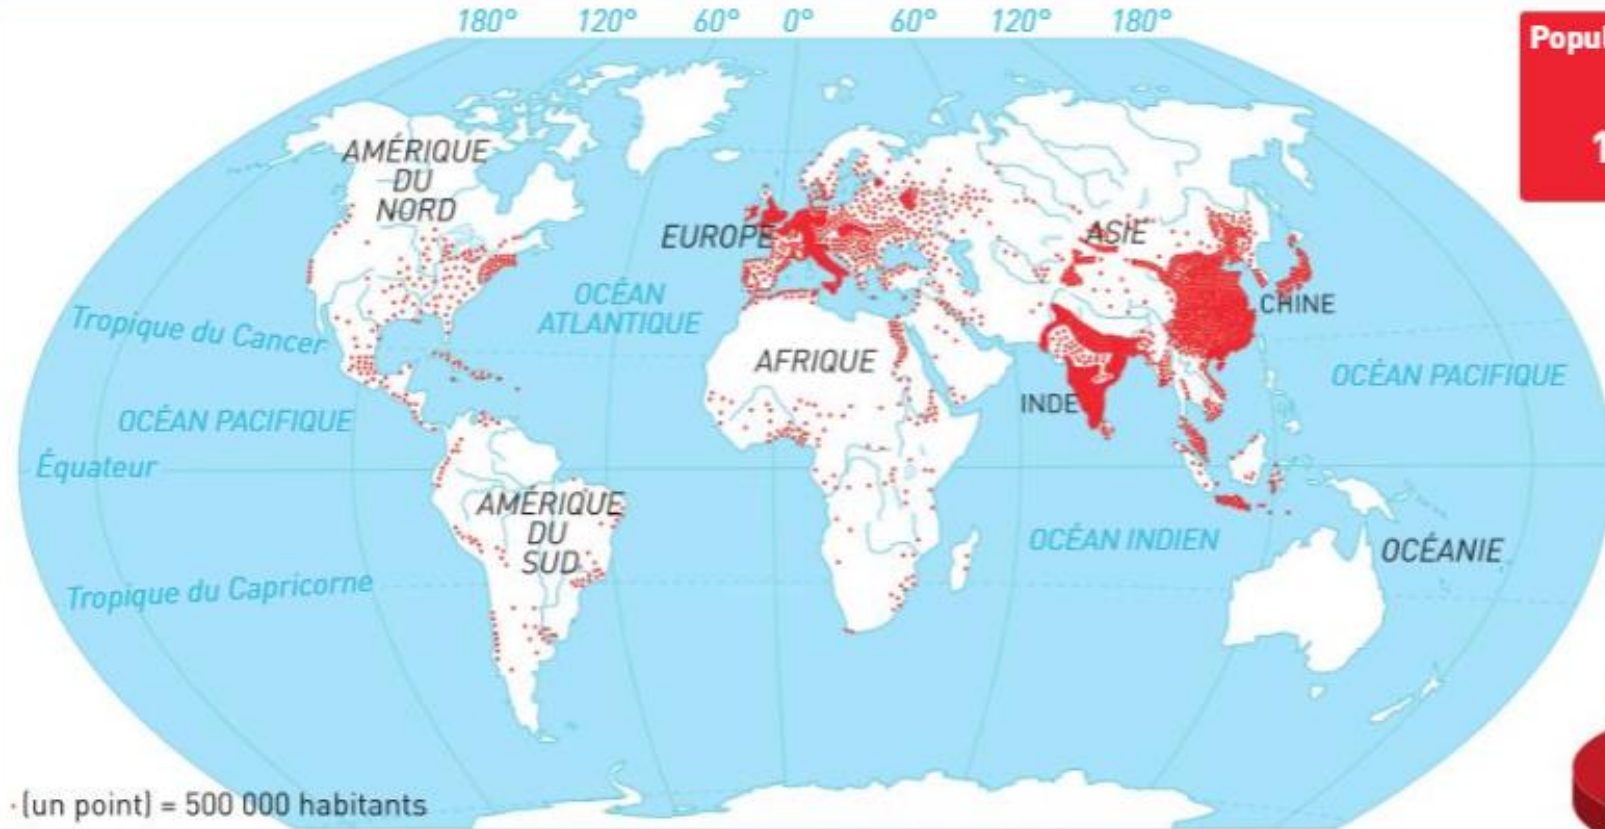 180° 120° 60° 0° 60° 120° 180°
Popul
1
AMÉRIQUE
DU
NORD
EUROPE
ASIE
OCÉAN
ATLANTIQUE
CHINE
Tropique du Cancer
AFRIQUE
OCÉAN PACIFIQUE
INDE
OCÉAN PACIFIQUE
Équateur
AMÉRIQUE
DU
SUD
OCÉAN INDIEN
OCÉANIE
Tropique du Capricorne
· (un point) = 500 000 habitants